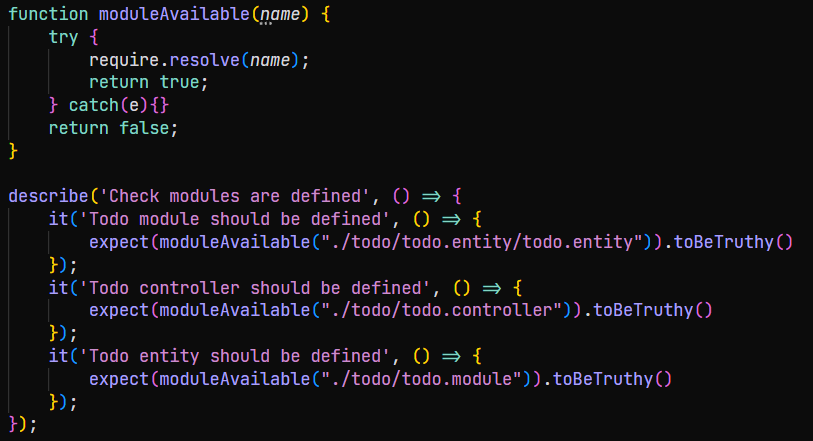 function moduleAvailable(name) {
    try {
        require.resolve(name);
        return true;
    } catch(e){}
    return false;
}

describe('Check modules are defined', () => {
    it('Todo module should be defined', () => {
        expect(moduleAvailable("./todo/todo.entity/todo.entity")).toBeTruthy()
    });
    it('Todo controller should be defined', () => {
        expect(moduleAvailable("./todo/todo.controller")).toBeTruthy()
    });
    it('Todo entity should be defined', () => {
        expect(moduleAvailable("./todo/todo.module")).toBeTruthy()
    });
});